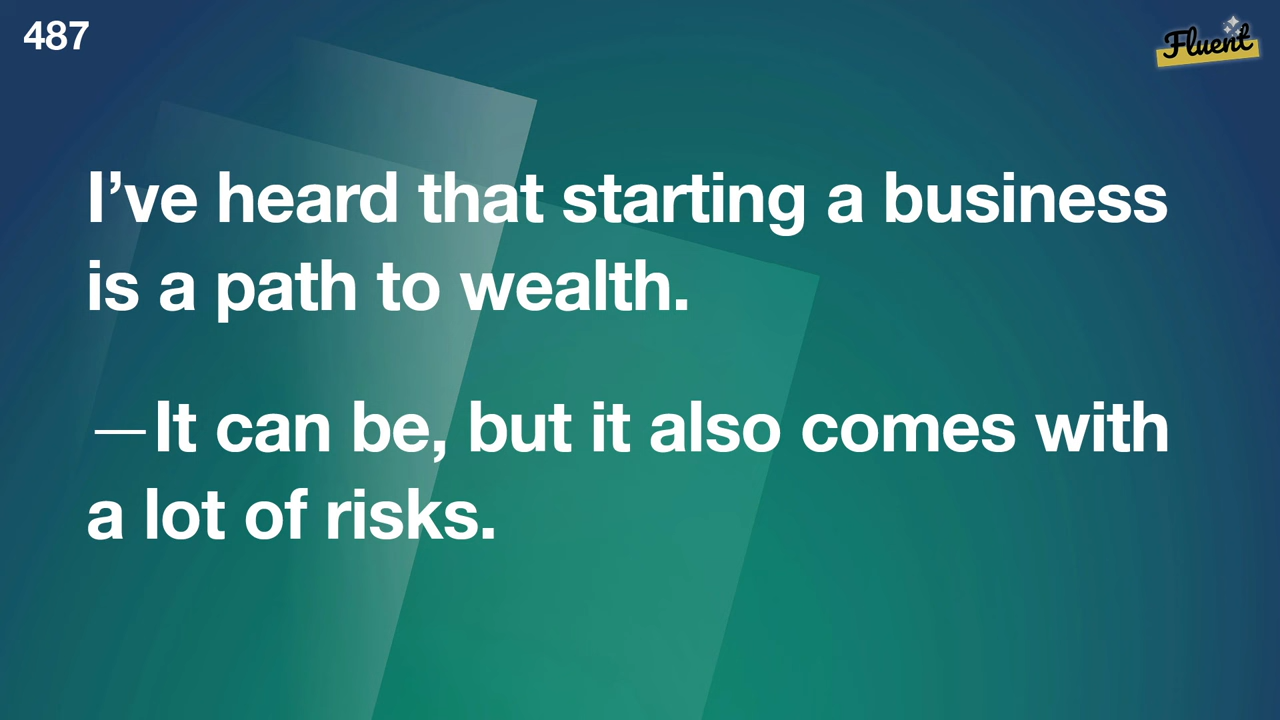 487
Fluent
I’ve heard that starting a business
is a path to wealth.
—It can be, but it also comes with
a lot of risks.